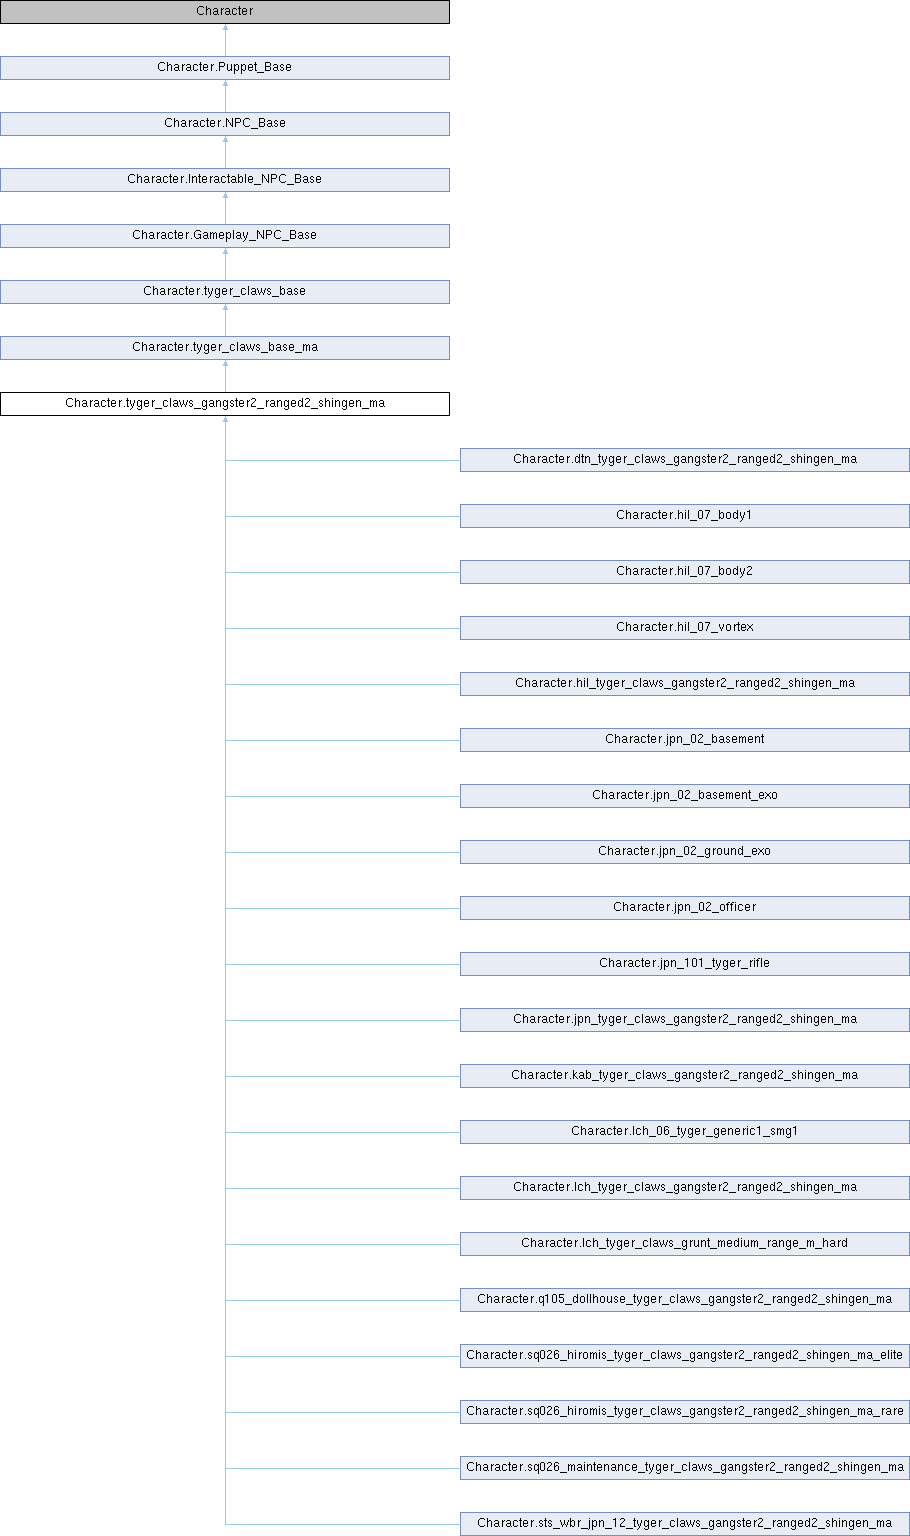 Character
Character.Puppet_Base
Character.NPC_Base
Character.Interactable_NPC_Base
Character.Gameplay_NPC_Base
Character.tyger_claws_base
Character.tyger_claws_base_ma
Character.tyger_claws_gangster2_ranged2_shingen_ma
Character.dtn_tyger_claws_gangster2_ranged2_shingen_ma
Character.hil_07_body1
Character.hil_07_body2
Character.hil_07_vortex
Character.hil_tyger_claws_gangster2_ranged2_shingen_ma
Character.jpn_02_basement
Character.jpn_02_basement_exo
Character.jpn_02_ground_exo
Character.jpn_02_officer
Character.jpn_101_tyger_rifle
Character.jpn_tyger_claws_gangster2_ranged2_shingen_ma
Character.kab_tyger_claws_gangster2_ranged2_shingen_ma
Character.lch_06_tyger_generic1_smg1
Character.lch_tyger_claws_gangster2_ranged2_shingen_ma
Character.lch_tyger_claws_grunt_medium_range_m_hard
Character.q105_dollhouse_tyger_claws_gangster2_ranged2_shingen_ma
Character.sq026_hiromis_tyger_claws_gangster2_ranged2_shingen_ma_elite
Character.sq026_hiromis_tyger_claws_gangster2_ranged2_shingen_ma_rare
Character.sq026_maintenance_tyger_claws_gangster2_ranged2_shingen_ma
Character.sts_wbr_jpn_12_tyger_claws_gangster2_ranged2_shingen_ma